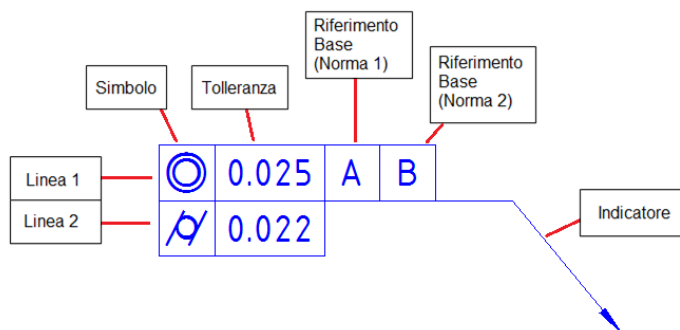 Riferimento
Base
(Norma 1)
Riferimento
Base
(Norma 2)
Simbolo
Tolleranza
Linea 1
0.025 A B
Linea 2
0.022
Indicatore